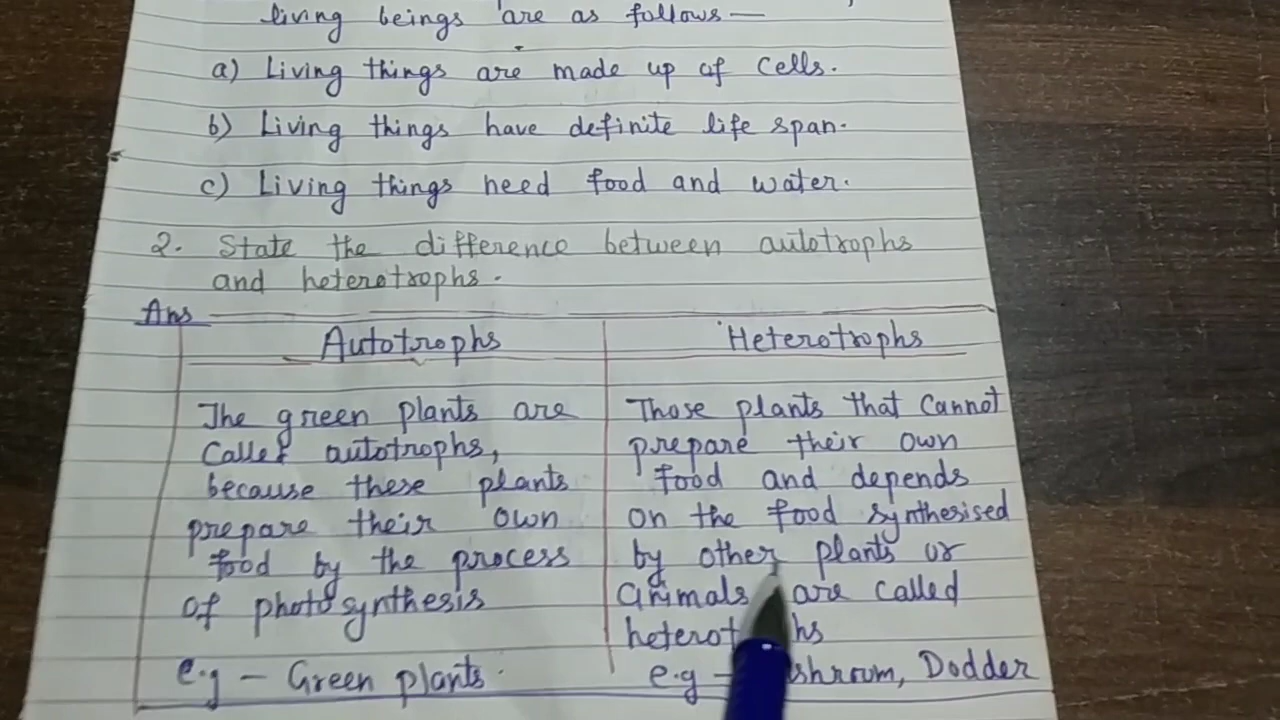 living beings are as follows —
a) Living things are made up of cells.
b) Living things have definite life span.
c) Living things need food and water.
2. State the difference between autotrophs
and heterotrophs.
Ans
Autotrophs
The green plants are
called autotrophs,
because these plants
prepare their own
food by the process
of photosynthesis
e.g – Green plants.
Heterotrophs
Those plants that cannot
prepare their own
food and depends
on the food synthesised
by other plants or
animals are called
e.g – Dodder